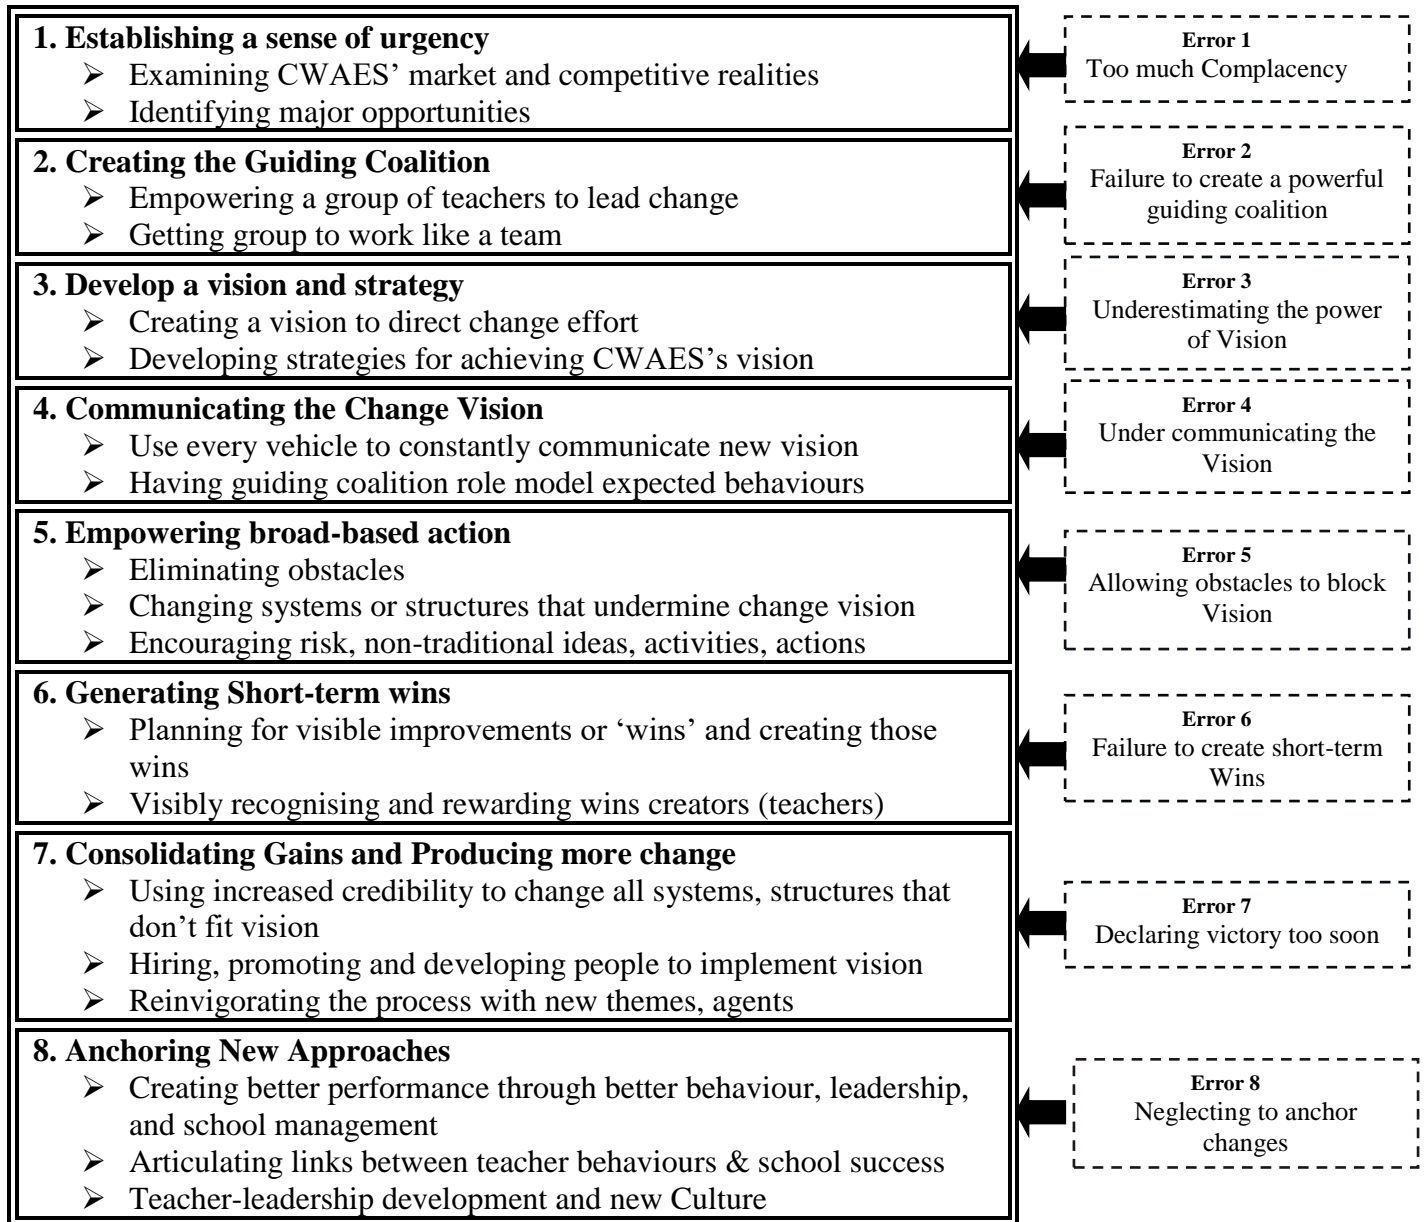 1. Establishing a sense of urgency
➢ Examining CWAES’ market and competitive realities
➢ Identifying major opportunities
Error 1
Too much Complacency
2. Creating the Guiding Coalition
➢ Empowering a group of teachers to lead change
➢ Getting group to work like a team
Error 2
Failure to create a powerful
guiding coalition
3. Develop a vision and strategy
➢ Creating a vision to direct change effort
➢ Developing strategies for achieving CWAES’s vision
Error 3
Underestimating the power
of Vision
4. Communicating the Change Vision
➢ Use every vehicle to constantly communicate new vision
➢ Having guiding coalition role model expected behaviours
Error 4
Under communicating the
Vision
5. Empowering broad-based action
➢ Eliminating obstacles
➢ Changing systems or structures that undermine change vision
➢ Encouraging risk, non-traditional ideas, activities, actions
Error 5
Allowing obstacles to block
Vision
6. Generating Short-term wins
➢ Planning for visible improvements or ‘wins’ and creating those
wins
➢ Visibly recognising and rewarding wins creators (teachers)
Error 6
Failure to create short-term
Wins
7. Consolidating Gains and Producing more change
➢ Using increased credibility to change all systems, structures that
don’t fit vision
➢ Hiring, promoting and developing people to implement vision
➢ Reinvigorating the process with new themes, agents
Error 7
Declaring victory too soon
8. Anchoring New Approaches
➢ Creating better performance through better behaviour, leadership,
and school management
➢ Articulating links between teacher behaviours & school success
➢ Teacher-leadership development and new Culture
Error 8
Neglecting to anchor
changes